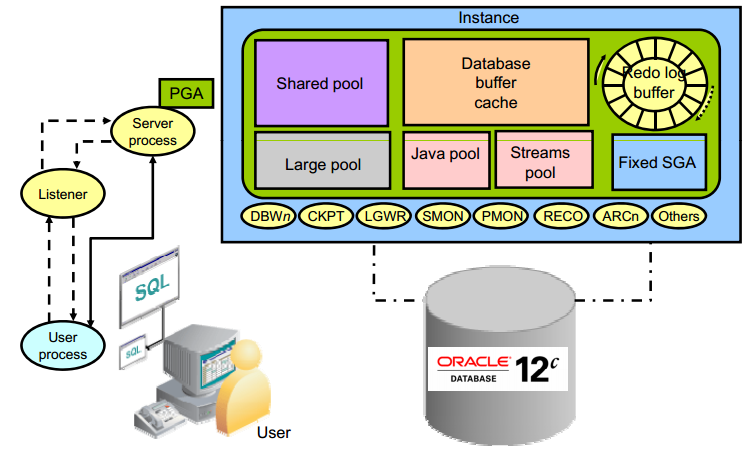 Instance
Shared pool
Database
buffer
cache
Redo log
buffer
PGA
Server
process
Large pool
Java pool
Streams
pool
Fixed SGA
Listener
DBWn
CKPT
LGWR
SMON
PMON
RECO
ARCn
Others
SQL
SQL
User
process
User
ORACLE
DATABASE
12c